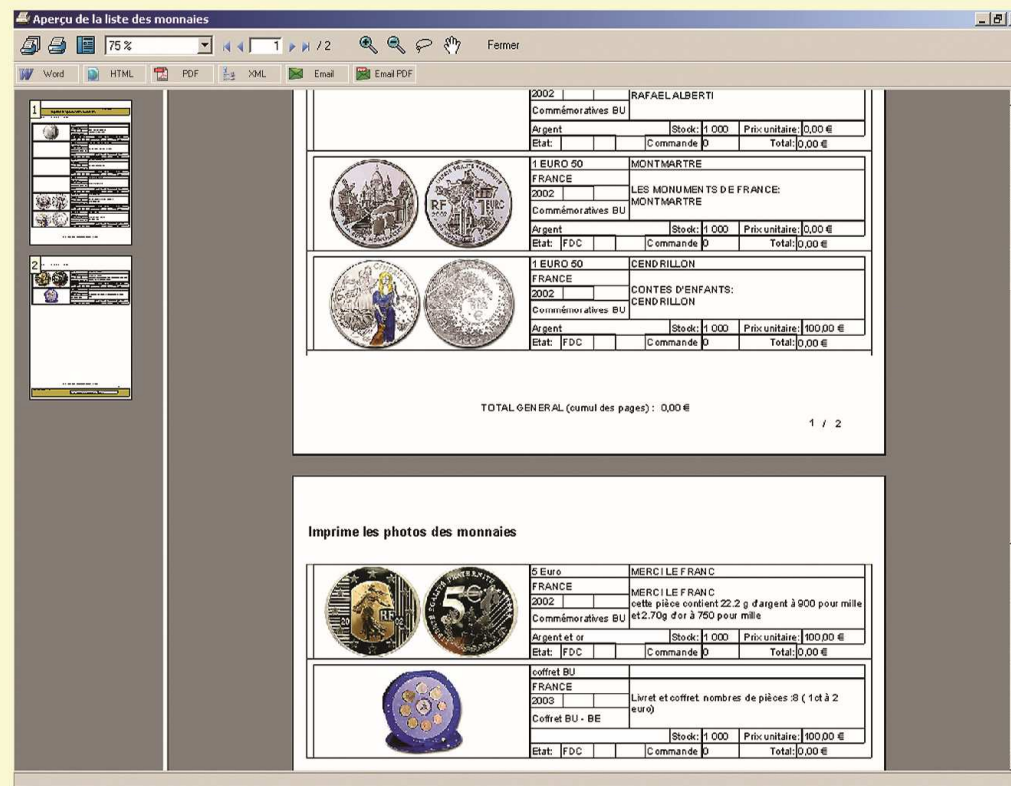 Aperçu de la liste des monnaies
75 % 1 / 2 Fermer
Word HTML PDF XML Email Email PDF
1
2
2002 RAFAEL ALBERTI
Commémoratives BU
Argent Stock: 1 000 Prix unitaire: 0,00 €
Etat: Commande 0 Total: 0,00 €
1 EURO 50 MONTMARTRE
FRANCE
2002 LES MONUMENTS DE FRANCE:
MONTMARTRE
Commémoratives BU
Argent Stock: 1 000 Prix unitaire: 0,00 €
Etat: FDC Commande 0 Total: 0,00 €
1 EURO 50 CENDRILLON
FRANCE
2002 CONTES D'ENFANTS:
CENDRILLON
Commémoratives BU
Argent Stock: 1 000 Prix unitaire: 100,00 €
Etat: FDC Commande 0 Total: 0,00 €
TOTAL GENERAL (cumul des pages) : 0,00 €
1 / 2
Imprime les photos des monnaies
5 Euro MERCI LE FRANC
FRANCE
MERCI LE FRANC
2002 cette pièce contient 22.2 g d'argent à 900 pour mille
Commémoratives BU et 2.70g d'or à 750 pour mille
Argent et or Stock: 1 000 Prix unitaire: 100,00 €
Etat: FDC Commande 0 Total: 0,00 €
coffret BU
FRANCE
2003 Livret et coffret. nombres de pièces :8 ( 1ct à 2
euro)
Coffret BU - BE
Stock: 1 000 Prix unitaire: 100,00 €
Etat: FDC Commande 0 Total: 0,00 €